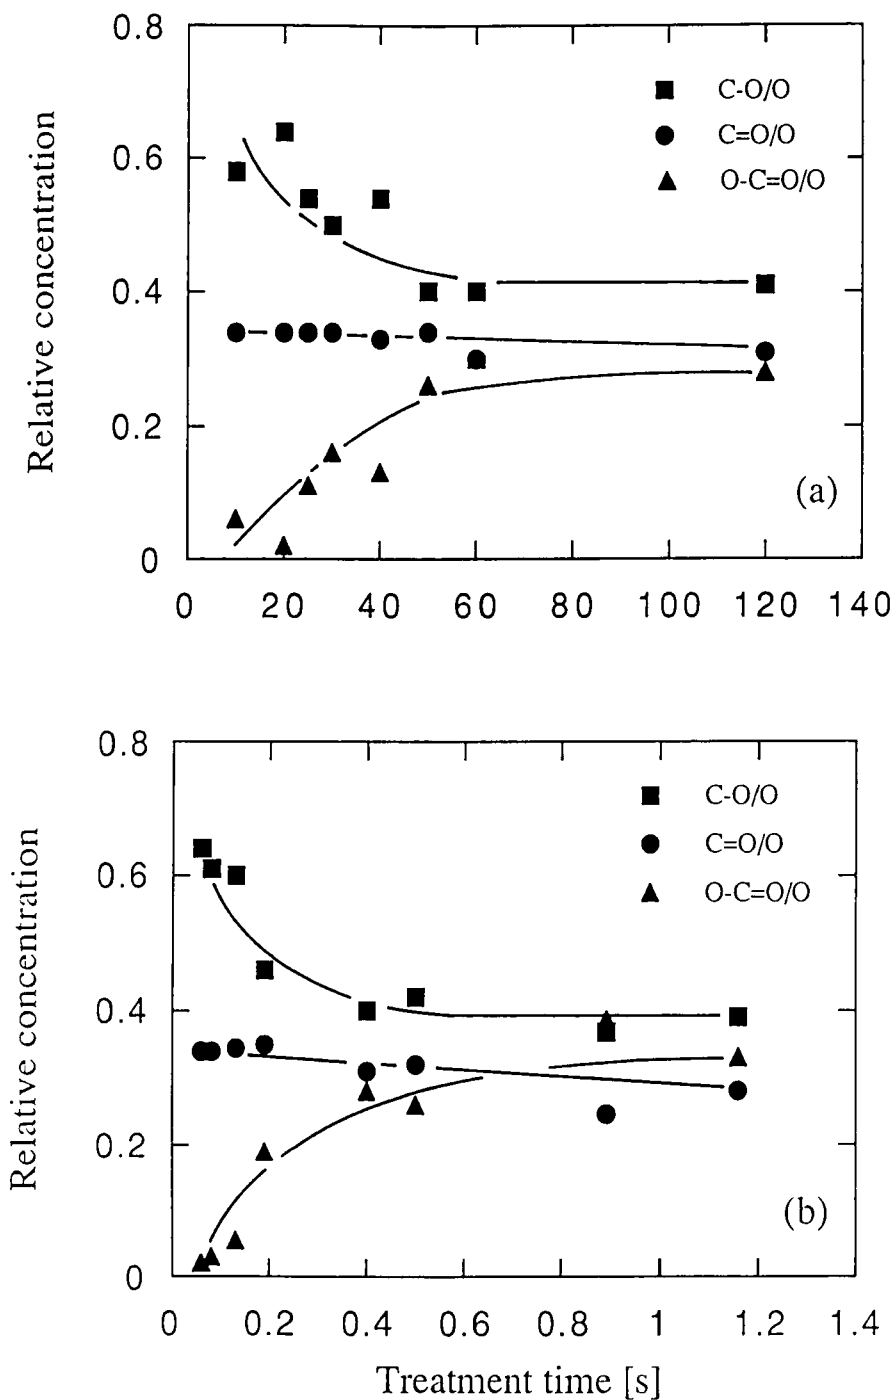 0.8
C-O/O
C=O/O
O-C=O/O
0.6
Relative concentration
0.4
0.2
(a)
0
0 20 40 60 80 100 120 140
0.8
C-O/O
C=O/O
O-C=O/O
0.6
Relative concentration
0.4
0.2
(b)
0
0 0.2 0.4 0.6 0.8 1 1.2 1.4
Treatment time [s]